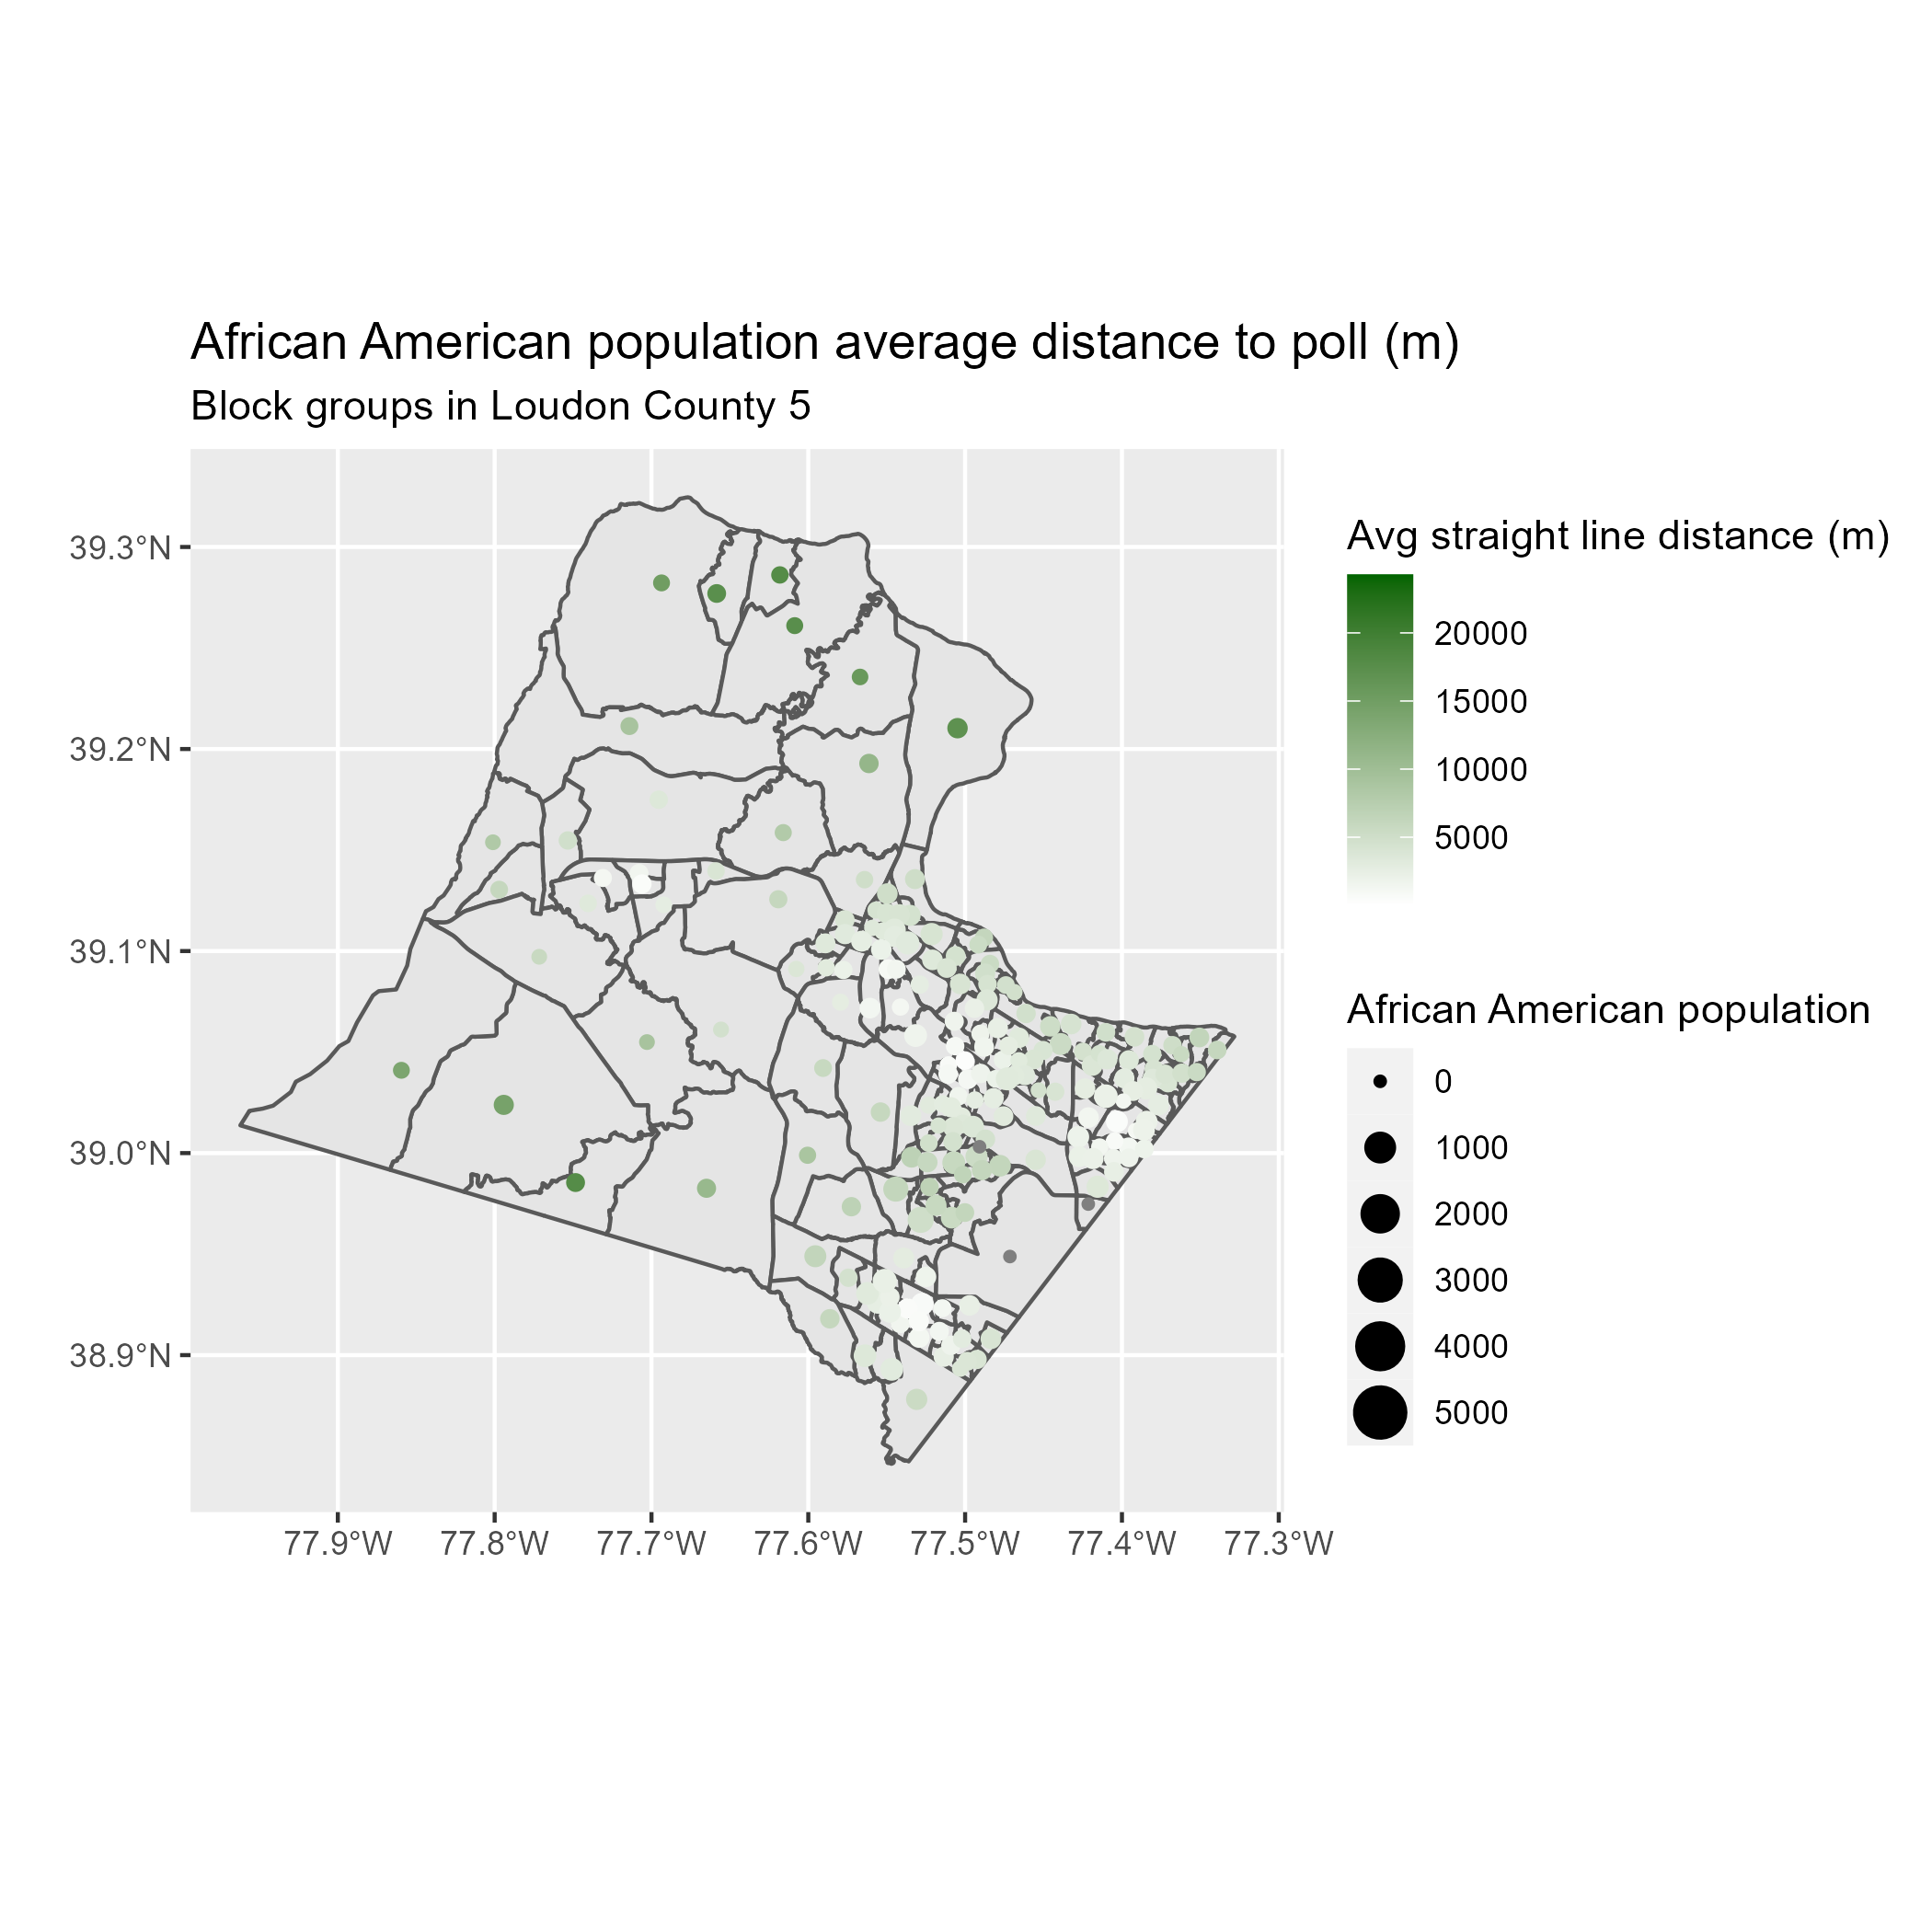 African American population average distance to poll (m)
Block groups in Loudon County 5
39.3°N
39.2°N
39.1°N
39.0°N
38.9°N
77.9°W
77.8°W
77.7°W
77.6°W
77.5°W
77.4°W
77.3°W
Avg straight line distance (m)
20000
15000
10000
5000
African American population
0
1000
2000
3000
4000
5000